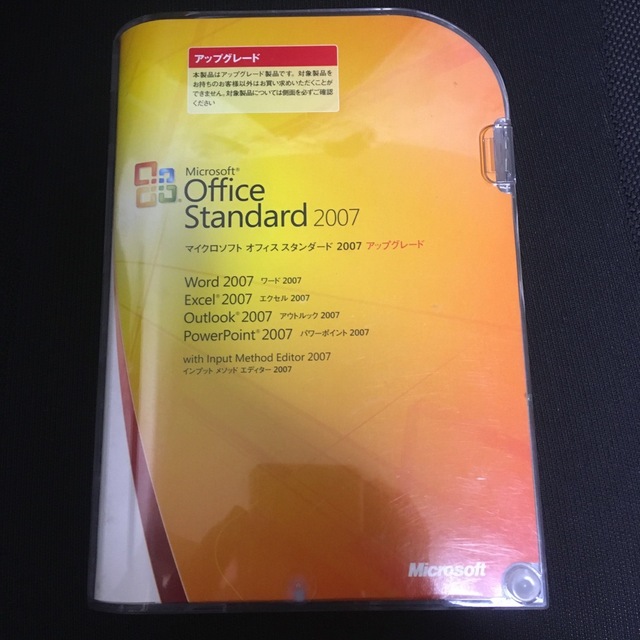 アップグレード
本製品はアップグレード製品です。対象製品を
お持ちのお客様以外はお買い求めいただくことが
できません。対象製品については側面を必ずご確認
ください
Microsoft®
Office
Standard 2007
マイクロソフト オフィス スタンダード 2007 アップグレード
Word 2007 ワード 2007
Excel® 2007 エクセル 2007
Outlook® 2007 アウトルック 2007
PowerPoint® 2007 パワーポイント 2007
with Input Method Editor 2007
インプット メソッド エディター 2007
Microsoft